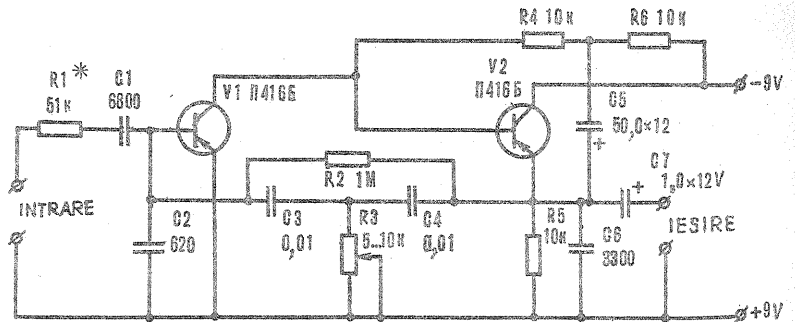 R4 10к
R6 10к
R1*
51к
C1
6800
V1 П416Б
V2
П416Б
-9V
C5
50,0×12
R2 1M
C7
1,0×12V
INTRARE
C2
620
C3
0,01
R3
5...10к
C4
0,01
R5
10к
C6
3300
IESIRE
+9V